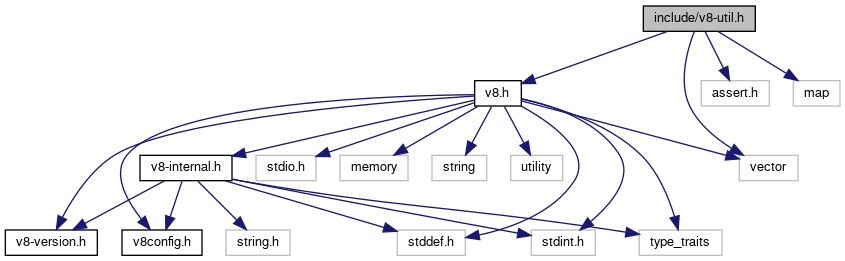 include/v8-util.h
v8.h
assert.h
map
v8-internal.h
stdio.h
memory
string
utility
vector
v8-version.h
v8config.h
string.h
stddef.h
stdint.h
type_traits